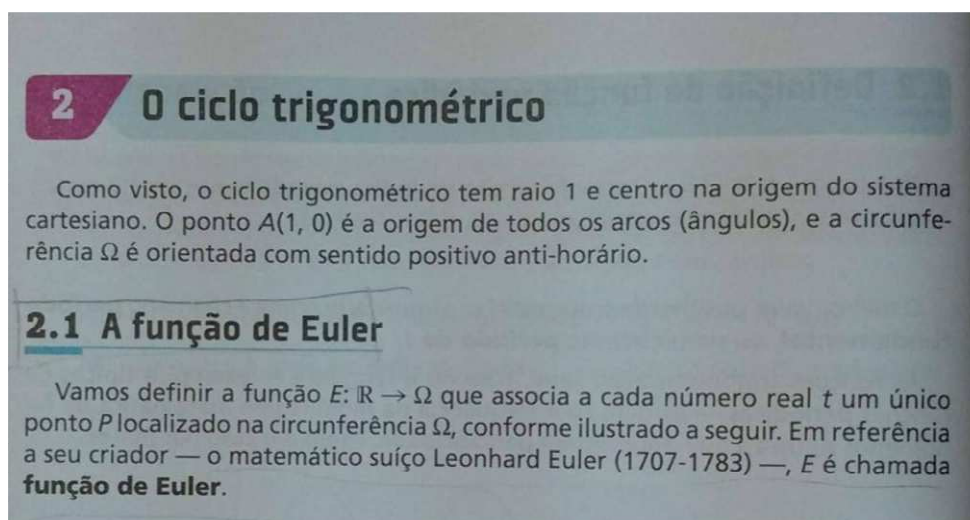 2 O ciclo trigonométrico
Como visto, o ciclo trigonométrico tem raio 1 e centro na origem do sistema
cartesiano. O ponto A(1, 0) é a origem de todos os arcos (ângulos), e a circunfe-
rência Ω é orientada com sentido positivo anti-horário.
2.1 A função de Euler
Vamos definir a função E: ℝ → Ω que associa a cada número real t um único
ponto P localizado na circunferência Ω, conforme ilustrado a seguir. Em referência
a seu criador — o matemático suíço Leonhard Euler (1707-1783) —, E é chamada
função de Euler.